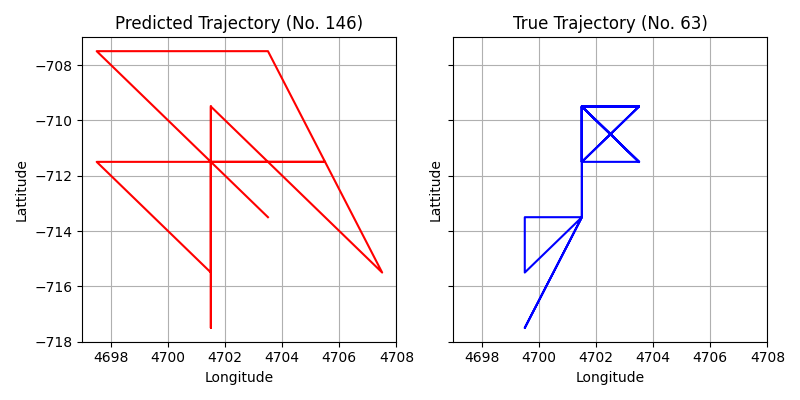 Predicted Trajectory (No. 146)
True Trajectory (No. 63)
−708
−710
−712
−714
−716
−718
Lattitude
Lattitude
4698 4700 4702 4704 4706 4708
4698 4700 4702 4704 4706 4708
Longitude
Longitude